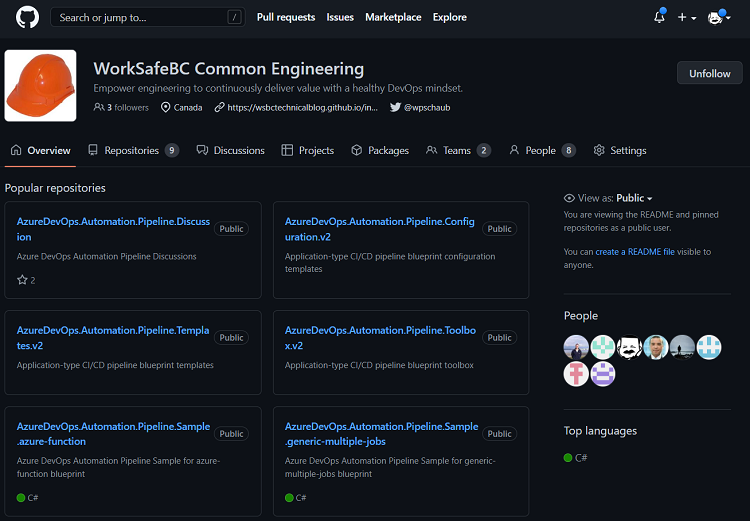 Search or jump to... /
Pull requests Issues Marketplace Explore
WorkSafeBC Common Engineering
Empower engineering to continuously deliver value with a healthy DevOps mindset.
3 followers Canada https://wsbctechnicalblog.github.io/in... @wpschaub
Unfollow
Overview Repositories 9 Discussions Projects Packages Teams 2 People 8 Settings
Popular repositories
AzureDevOps.Automation.Pipeline.Discuss
ion
Public
Azure DevOps Automation Pipeline Discussions
2
AzureDevOps.Automation.Pipeline.Config
uration.v2
Public
Application-type CI/CD pipeline blueprint configuration
templates
AzureDevOps.Automation.Pipeline.Templa
tes.v2
Public
Application-type CI/CD pipeline blueprint templates
AzureDevOps.Automation.Pipeline.Toolbo
x.v2
Public
Application-type CI/CD pipeline blueprint toolbox
AzureDevOps.Automation.Pipeline.Sample
.azure-function
Public
Azure DevOps Automation Pipeline Sample for azure-
function blueprint
C#
AzureDevOps.Automation.Pipeline.Sample
.generic-multiple-jobs
Public
Azure DevOps Automation Pipeline Sample for generic-
multiple-jobs blueprint
C#
View as: Public
You are viewing the README and pinned
repositories as a public user.
You can create a README file visible to
anyone.
People
Top languages
C#